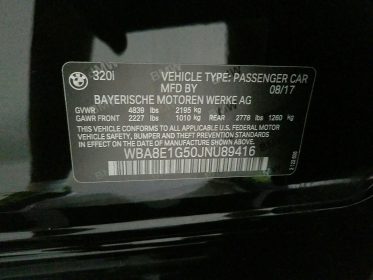 320i VEHICLE TYPE: PASSENGER CAR
MFD BY 08/17
BAYERISCHE MOTOREN WERKE AG
GVWR 4839 lbs 2195 kg
GAWR FRONT 2227 lbs 1010 kg REAR 2778 lbs 1260 kg
THIS VEHICLE CONFORMS TO ALL APPLICABLE U.S. FEDERAL MOTOR
VEHICLE SAFETY, BUMPER, AND THEFT PREVENTION STANDARDS
IN EFFECT ON THE DATE OF MANUFACTURE SHOWN ABOVE.
WBA8E1G50JNU89416